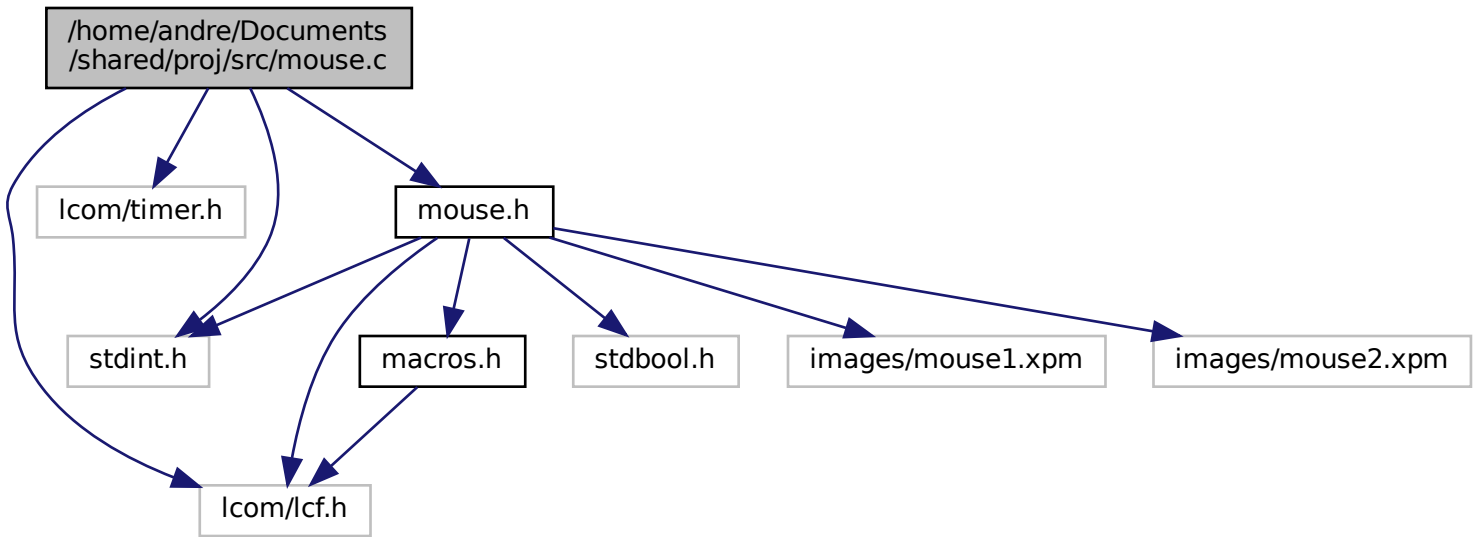 /home/andre/Documents
/shared/proj/src/mouse.c
lcom/timer.h
mouse.h
stdint.h
macros.h
stdbool.h
images/mouse1.xpm
images/mouse2.xpm
lcom/lcf.h